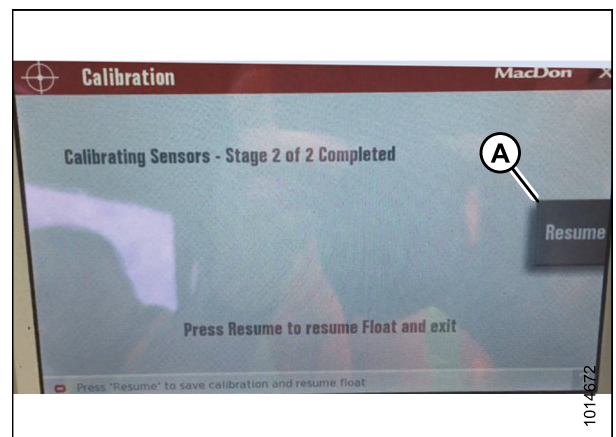 Calibration
MacDon X
Calibrating Sensors - Stage 2 of 2 Completed
A
Resume
Press Resume to resume Float and exit
Press 'Resume' to save calibration and resume float
1014672